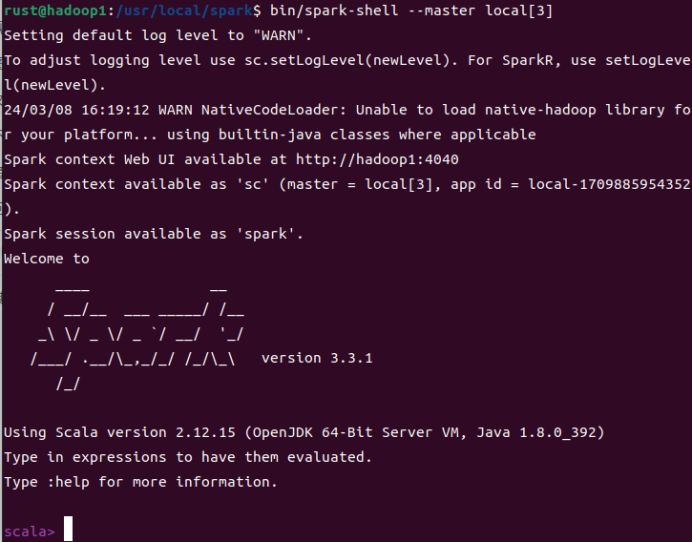 rust@hadoop1:/usr/local/spark$ bin/spark-shell --master local[3]
Setting default log level to "WARN".
To adjust logging level use sc.setLogLevel(newLevel). For SparkR, use setLogLeve
l(newLevel).
24/03/08 16:19:12 WARN NativeCodeLoader: Unable to load native-hadoop library fo
r your platform... using builtin-java classes where applicable
Spark context Web UI available at http://hadoop1:4040
Spark context available as 'sc' (master = local[3], app id = local-1709885954352
).
Spark session available as 'spark'.
Welcome to
      ____              __
     / __/__  ___ _____/ /__
    _\ \/ _ \/ _ `/ __/  '_/
   /___/ .__/\_,_/_/ /_/\_\   version 3.3.1
      /_/
Using Scala version 2.12.15 (OpenJDK 64-Bit Server VM, Java 1.8.0_392)
Type in expressions to have them evaluated.
Type :help for more information.
scala>